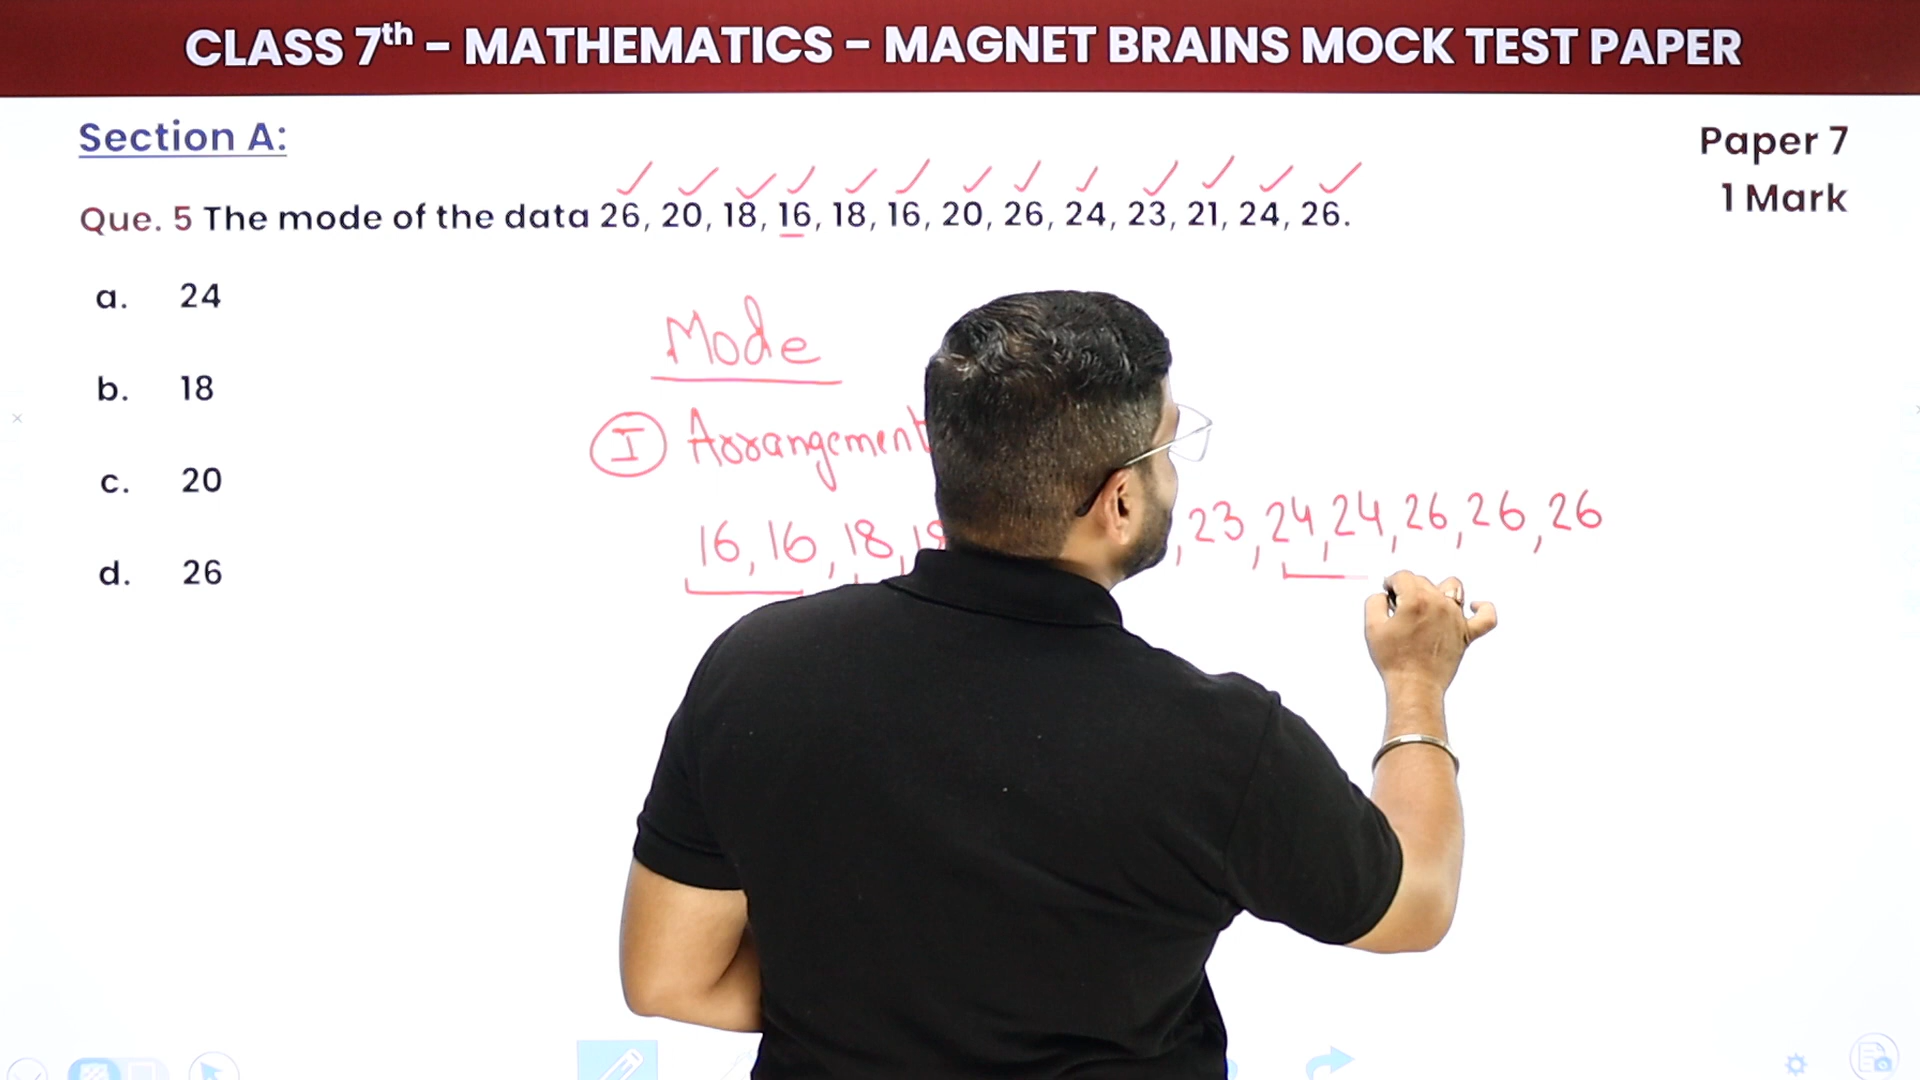 CLASS 7th – MATHEMATICS – MAGNET BRAINS MOCK TEST PAPER
Section A:
Paper 7
1 Mark
Que. 5 The mode of the data 26, 20, 18, 16, 18, 16, 20, 26, 24, 23, 21, 24, 26.
a. 24
b. 18
c. 20
d. 26
Mode
I Arrangement
16, 16, 18, 18 , 23, 24, 24, 26, 26, 26